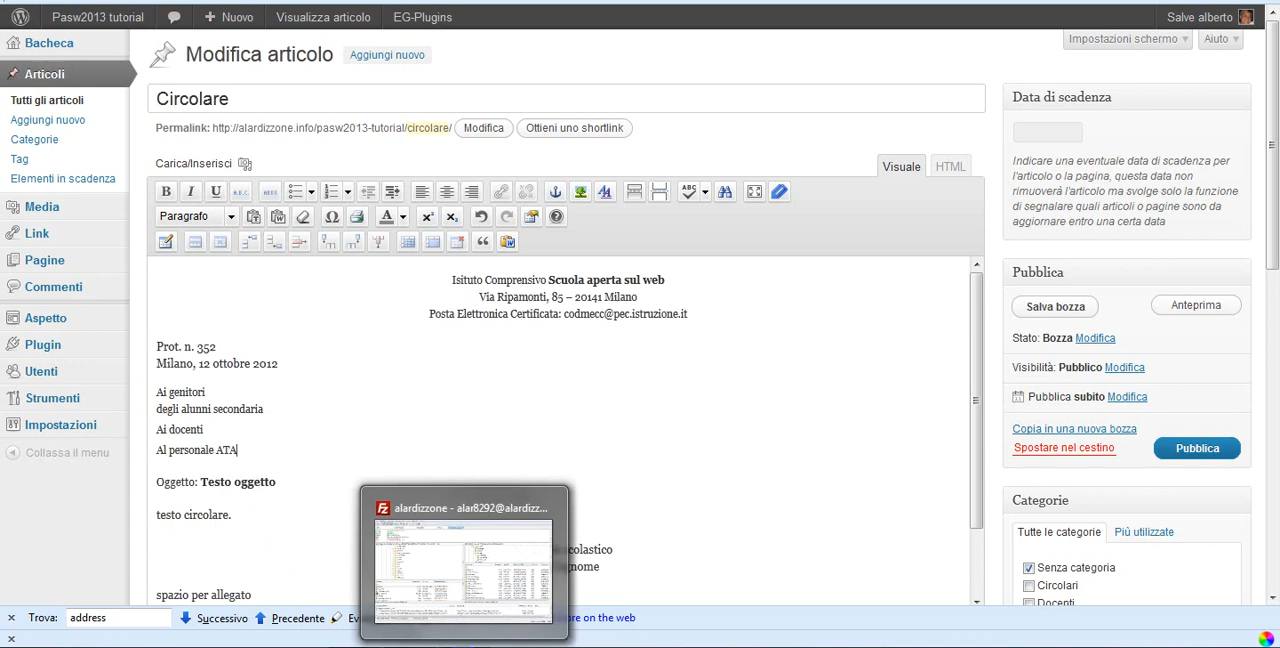 Pasw2013 tutorial
Nuovo
Visualizza articolo
EG-Plugins
Salve alberto
Bacheca
Modifica articolo
Aggiungi nuovo
Impostazioni schermo
Aiuto
Articoli
Tutti gli articoli
Aggiungi nuovo
Categorie
Tag
Elementi in scadenza
Media
Link
Pagine
Commenti
Aspetto
Plugin
Utenti
Strumenti
Impostazioni
Collassa il menu
Circolare
Permalink: http://alardizzone.info/pasw2013-tutorial/circolare/ Modifica Ottieni uno shortlink
Carica/Inserisci
Visuale
HTML
B I U A.B.C. ABC
Paragrafo
Isituto Comprensivo Scuola aperta sul web
Via Ripamonti, 85 – 20141 Milano
Posta Elettronica Certificata: codmecc@pec.istruzione.it
Prot. n. 352
Milano, 12 ottobre 2012
Ai genitori
degli alunni secondaria
Ai docenti
Al personale ATA
Oggetto: Testo oggetto
testo circolare.
scolastico
gnome
spazio per allegato
alardizzone - alar8292@alardizz...
Data di scadenza
Indicare una eventuale data di scadenza per
l'articolo o la pagina, questa data non
rimuoverà l'articolo ma svolge solo la funzione
di segnalare quali articoli o pagine sono da
aggiornare entro una certa data
Pubblica
Salva bozza
Anteprima
Stato: Bozza Modifica
Visibilità: Pubblico Modifica
Pubblica subito Modifica
Copia in una nuova bozza
Spostare nel cestino
Pubblica
Categorie
Tutte le categorie
Più utilizzate
Senza categoria
Circolari
Docenti
Trova: address
Successivo
Precedente
Ev
ore on the web